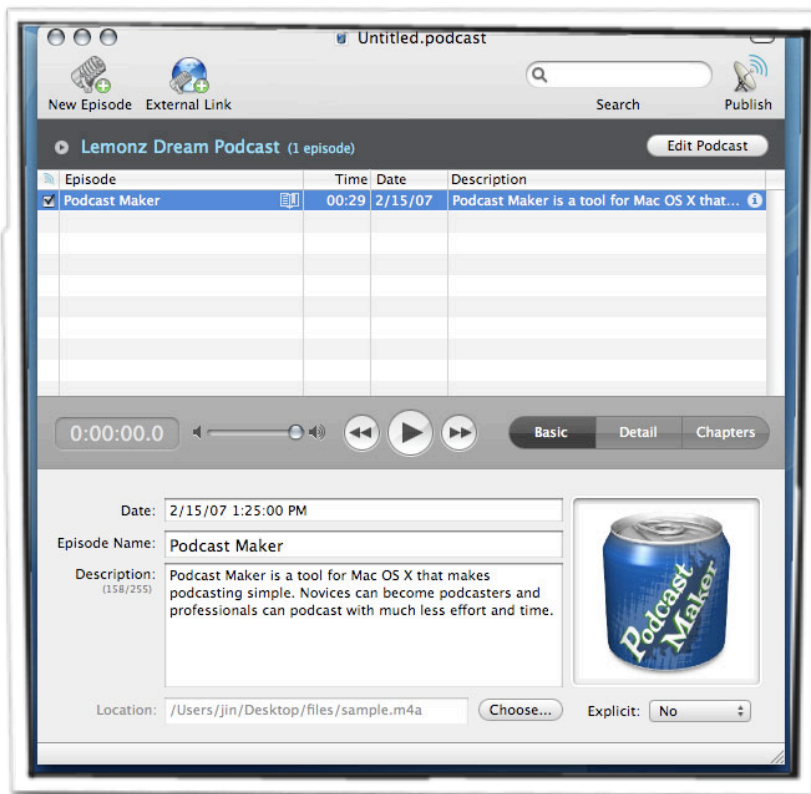 Untitled.podcast
New Episode External Link Search Publish
Lemonz Dream Podcast (1 episode) Edit Podcast
Episode Time Date Description
Podcast Maker 00:29 2/15/07 Podcast Maker is a tool for Mac OS X that...
0:00:00.0 Basic Detail Chapters
Date: 2/15/07 1:25:00 PM
Episode Name: Podcast Maker
Description: Podcast Maker is a tool for Mac OS X that makes
(158/255) podcasting simple. Novices can become podcasters and
professionals can podcast with much less effort and time.
Podcast
Maker
Location: /Users/jin/Desktop/files/sample.m4a Choose... Explicit: No